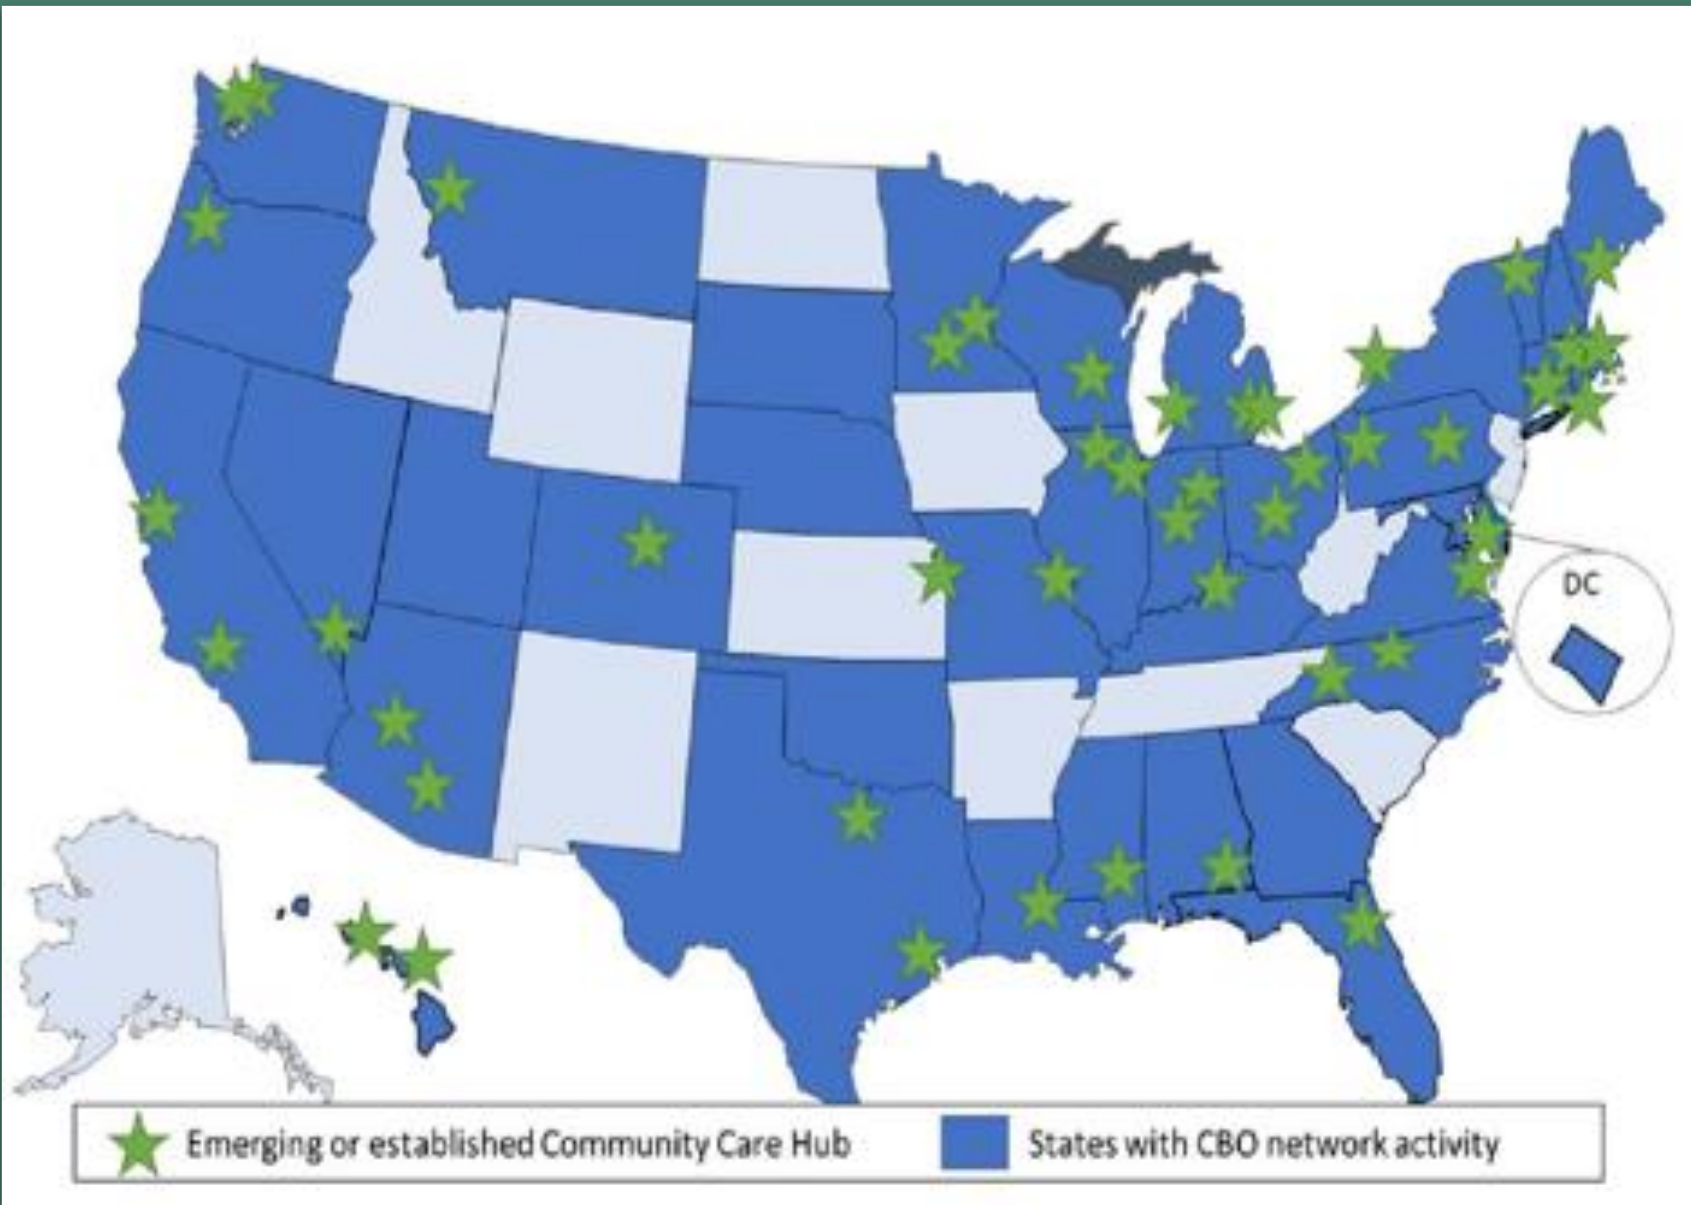 DC
Emerging or established Community Care Hub
States with CBO network activity